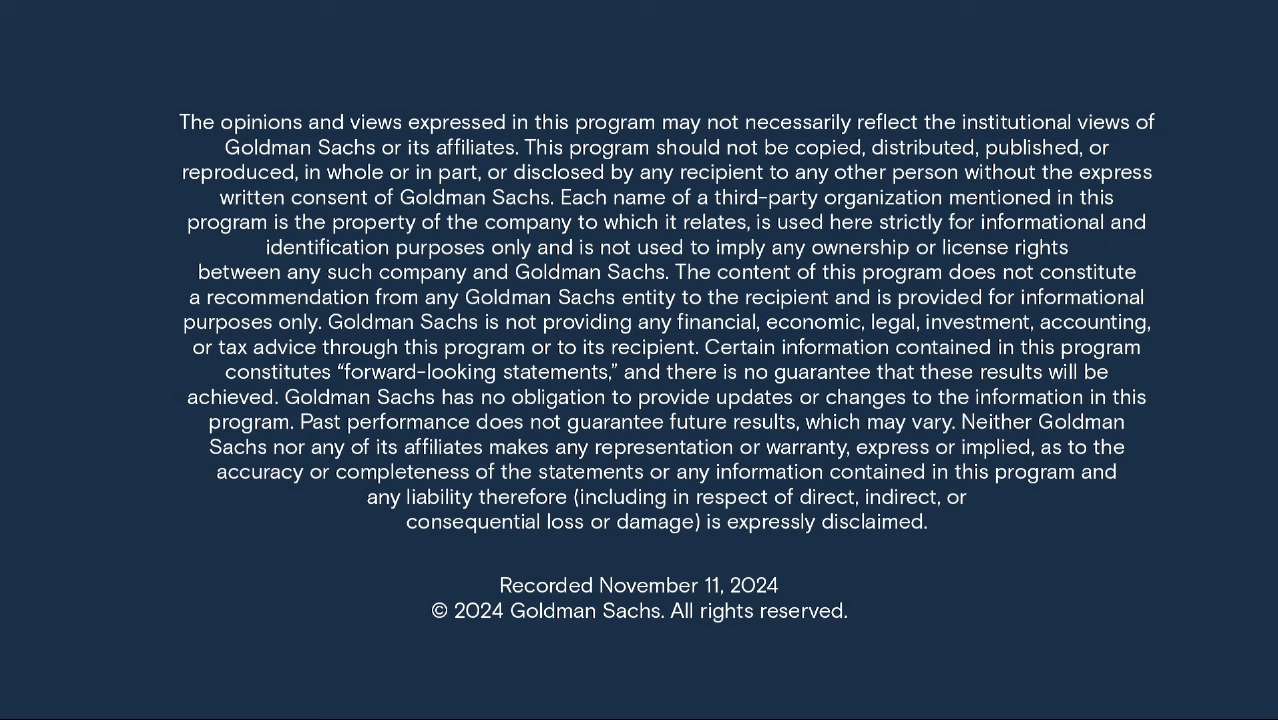 The opinions and views expressed in this program may not necessarily reflect the institutional views of
Goldman Sachs or its affiliates. This program should not be copied, distributed, published, or
reproduced, in whole or in part, or disclosed by any recipient to any other person without the express
written consent of Goldman Sachs. Each name of a third-party organization mentioned in this
program is the property of the company to which it relates, is used here strictly for informational and
identification purposes only and is not used to imply any ownership or license rights
between any such company and Goldman Sachs. The content of this program does not constitute
a recommendation from any Goldman Sachs entity to the recipient and is provided for informational
purposes only. Goldman Sachs is not providing any financial, economic, legal, investment, accounting,
or tax advice through this program or to its recipient. Certain information contained in this program
constitutes “forward-looking statements,” and there is no guarantee that these results will be
achieved. Goldman Sachs has no obligation to provide updates or changes to the information in this
program. Past performance does not guarantee future results, which may vary. Neither Goldman
Sachs nor any of its affiliates makes any representation or warranty, express or implied, as to the
accuracy or completeness of the statements or any information contained in this program and
any liability therefore (including in respect of direct, indirect, or
consequential loss or damage) is expressly disclaimed.
Recorded November 11, 2024
© 2024 Goldman Sachs. All rights reserved.